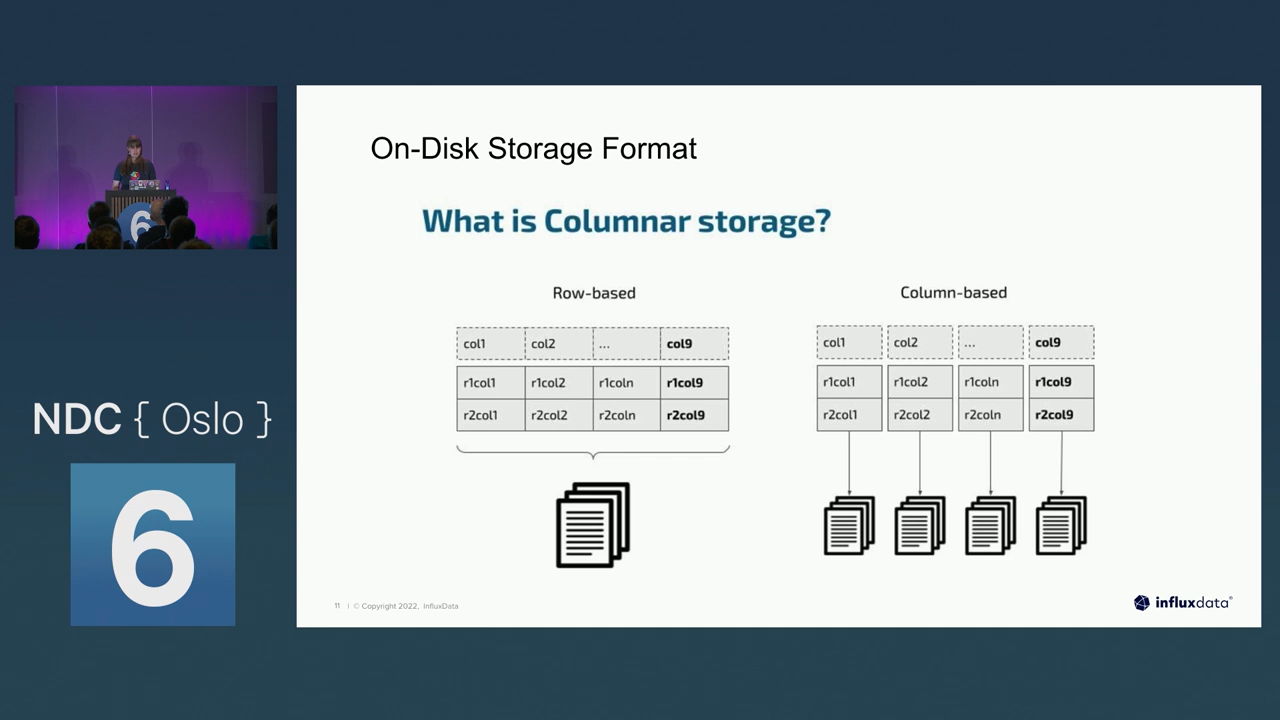 On-Disk Storage Format
What is Columnar storage?
Row-based
Column-based
col1 col2 ... col9
r1col1 r1col2 r1coln r1col9
r2col1 r2col2 r2coln r2col9
col1 col2 ... col9
r1col1 r1col2 r1coln r1col9
r2col1 r2col2 r2coln r2col9
6
NDC { Oslo }
6
11 | © Copyright 2022, InfluxData
influxdata®